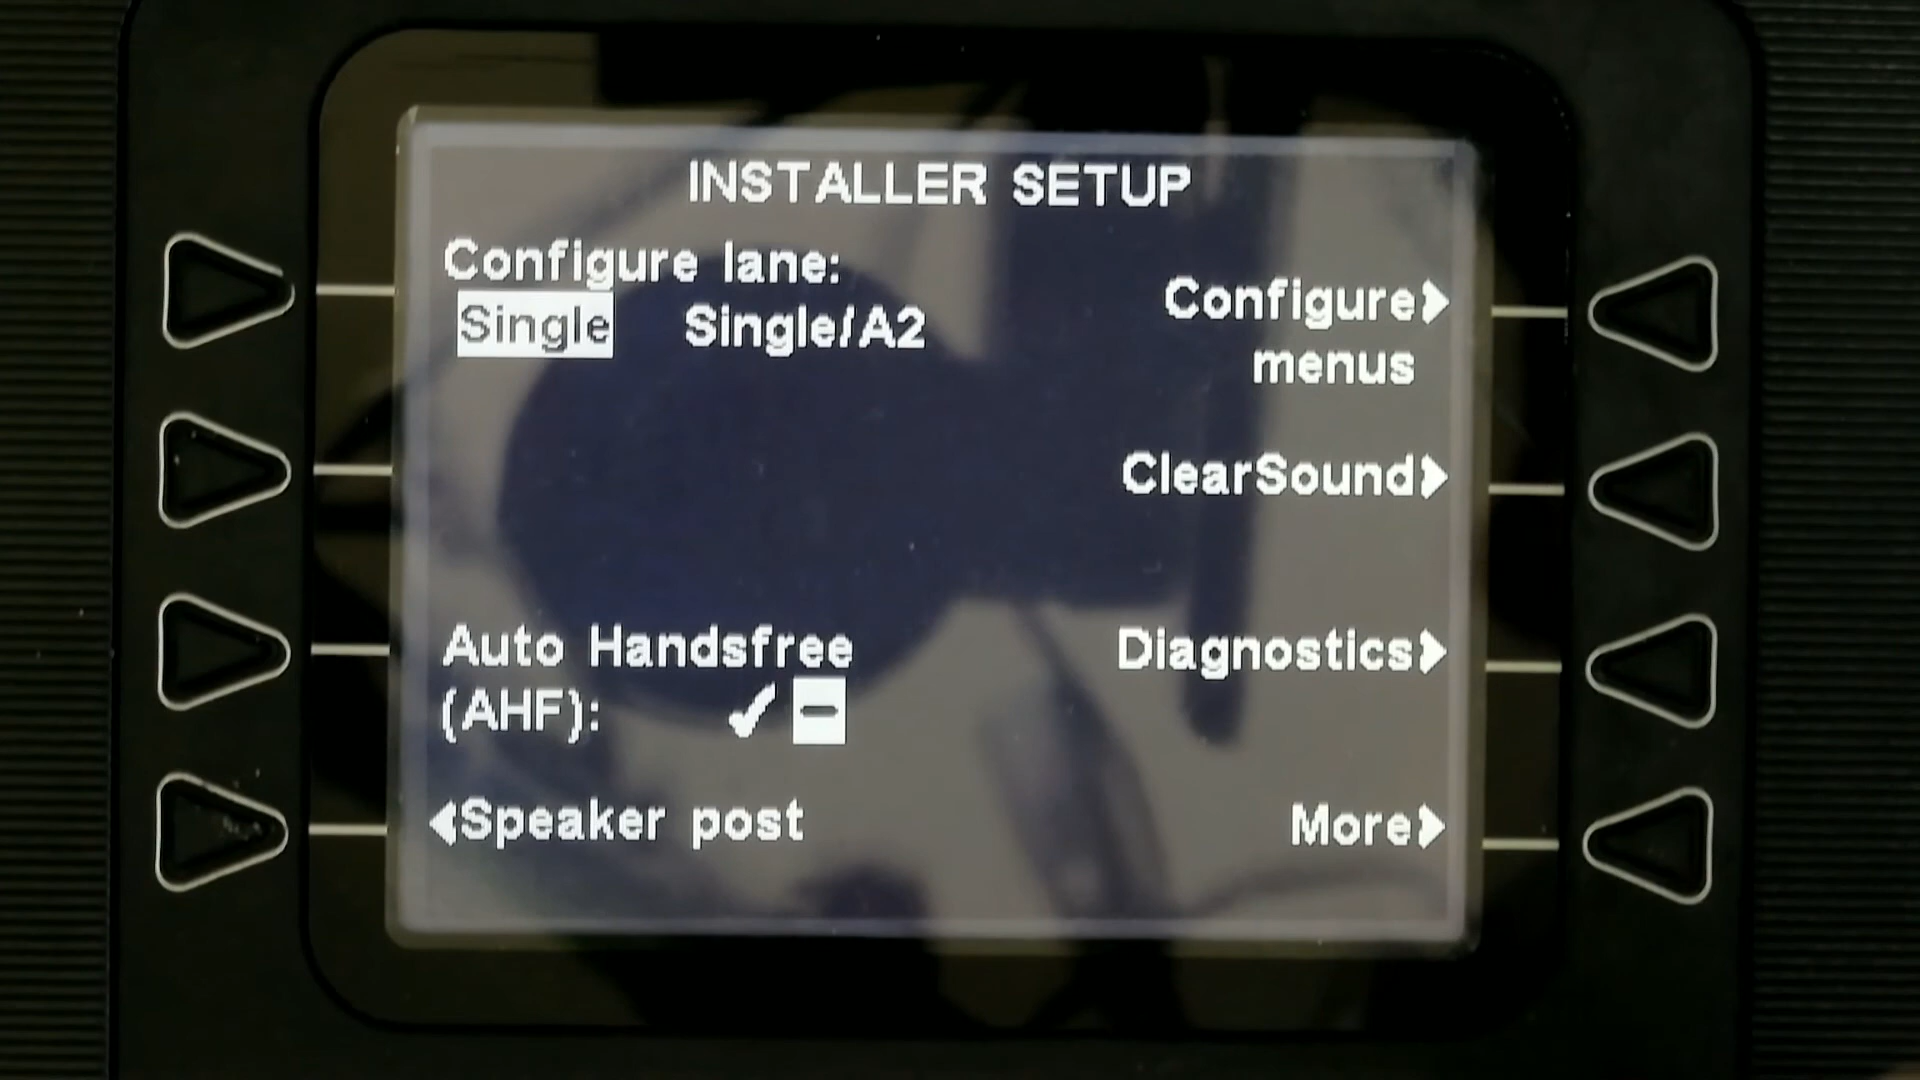 INSTALLER SETUP
Configure lane:
Single Single/A2
Configure
menus
ClearSound
Auto Handsfree
(AHF): ✓ -
Diagnostics
Speaker post
More